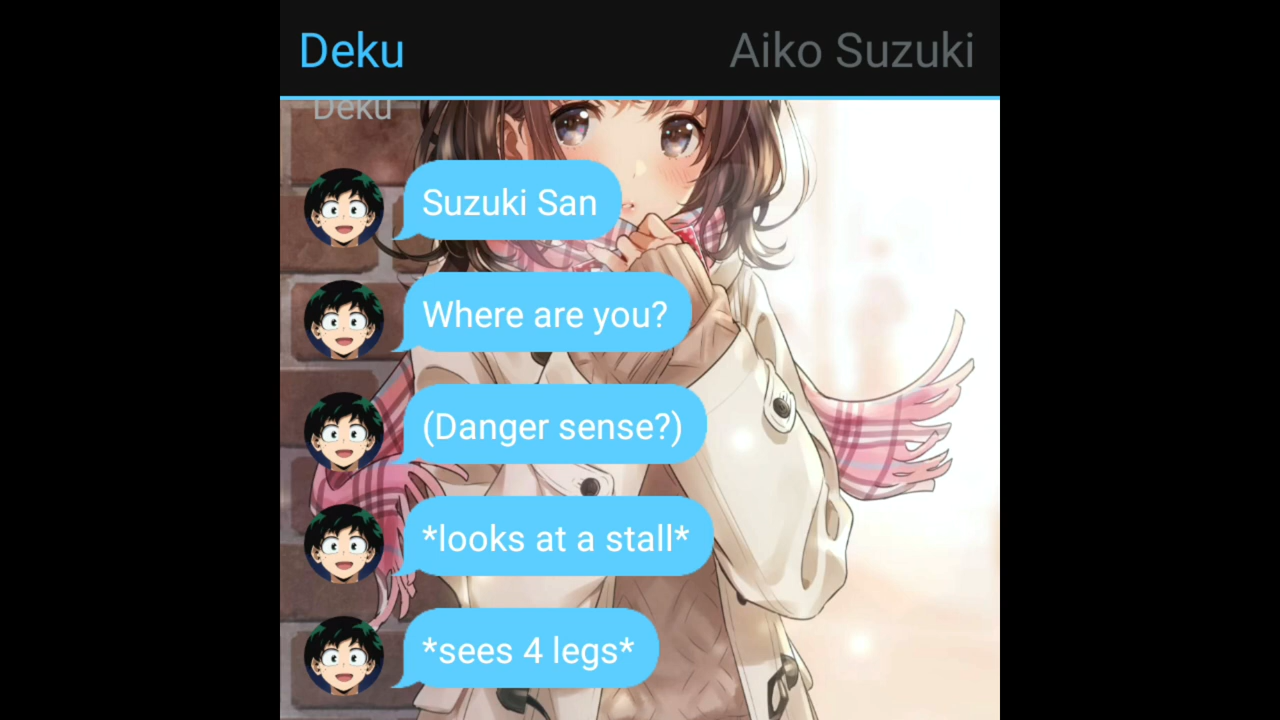 Deku
Aiko Suzuki
Deku
Suzuki San
Where are you?
(Danger sense?)
*looks at a stall*
*sees 4 legs*